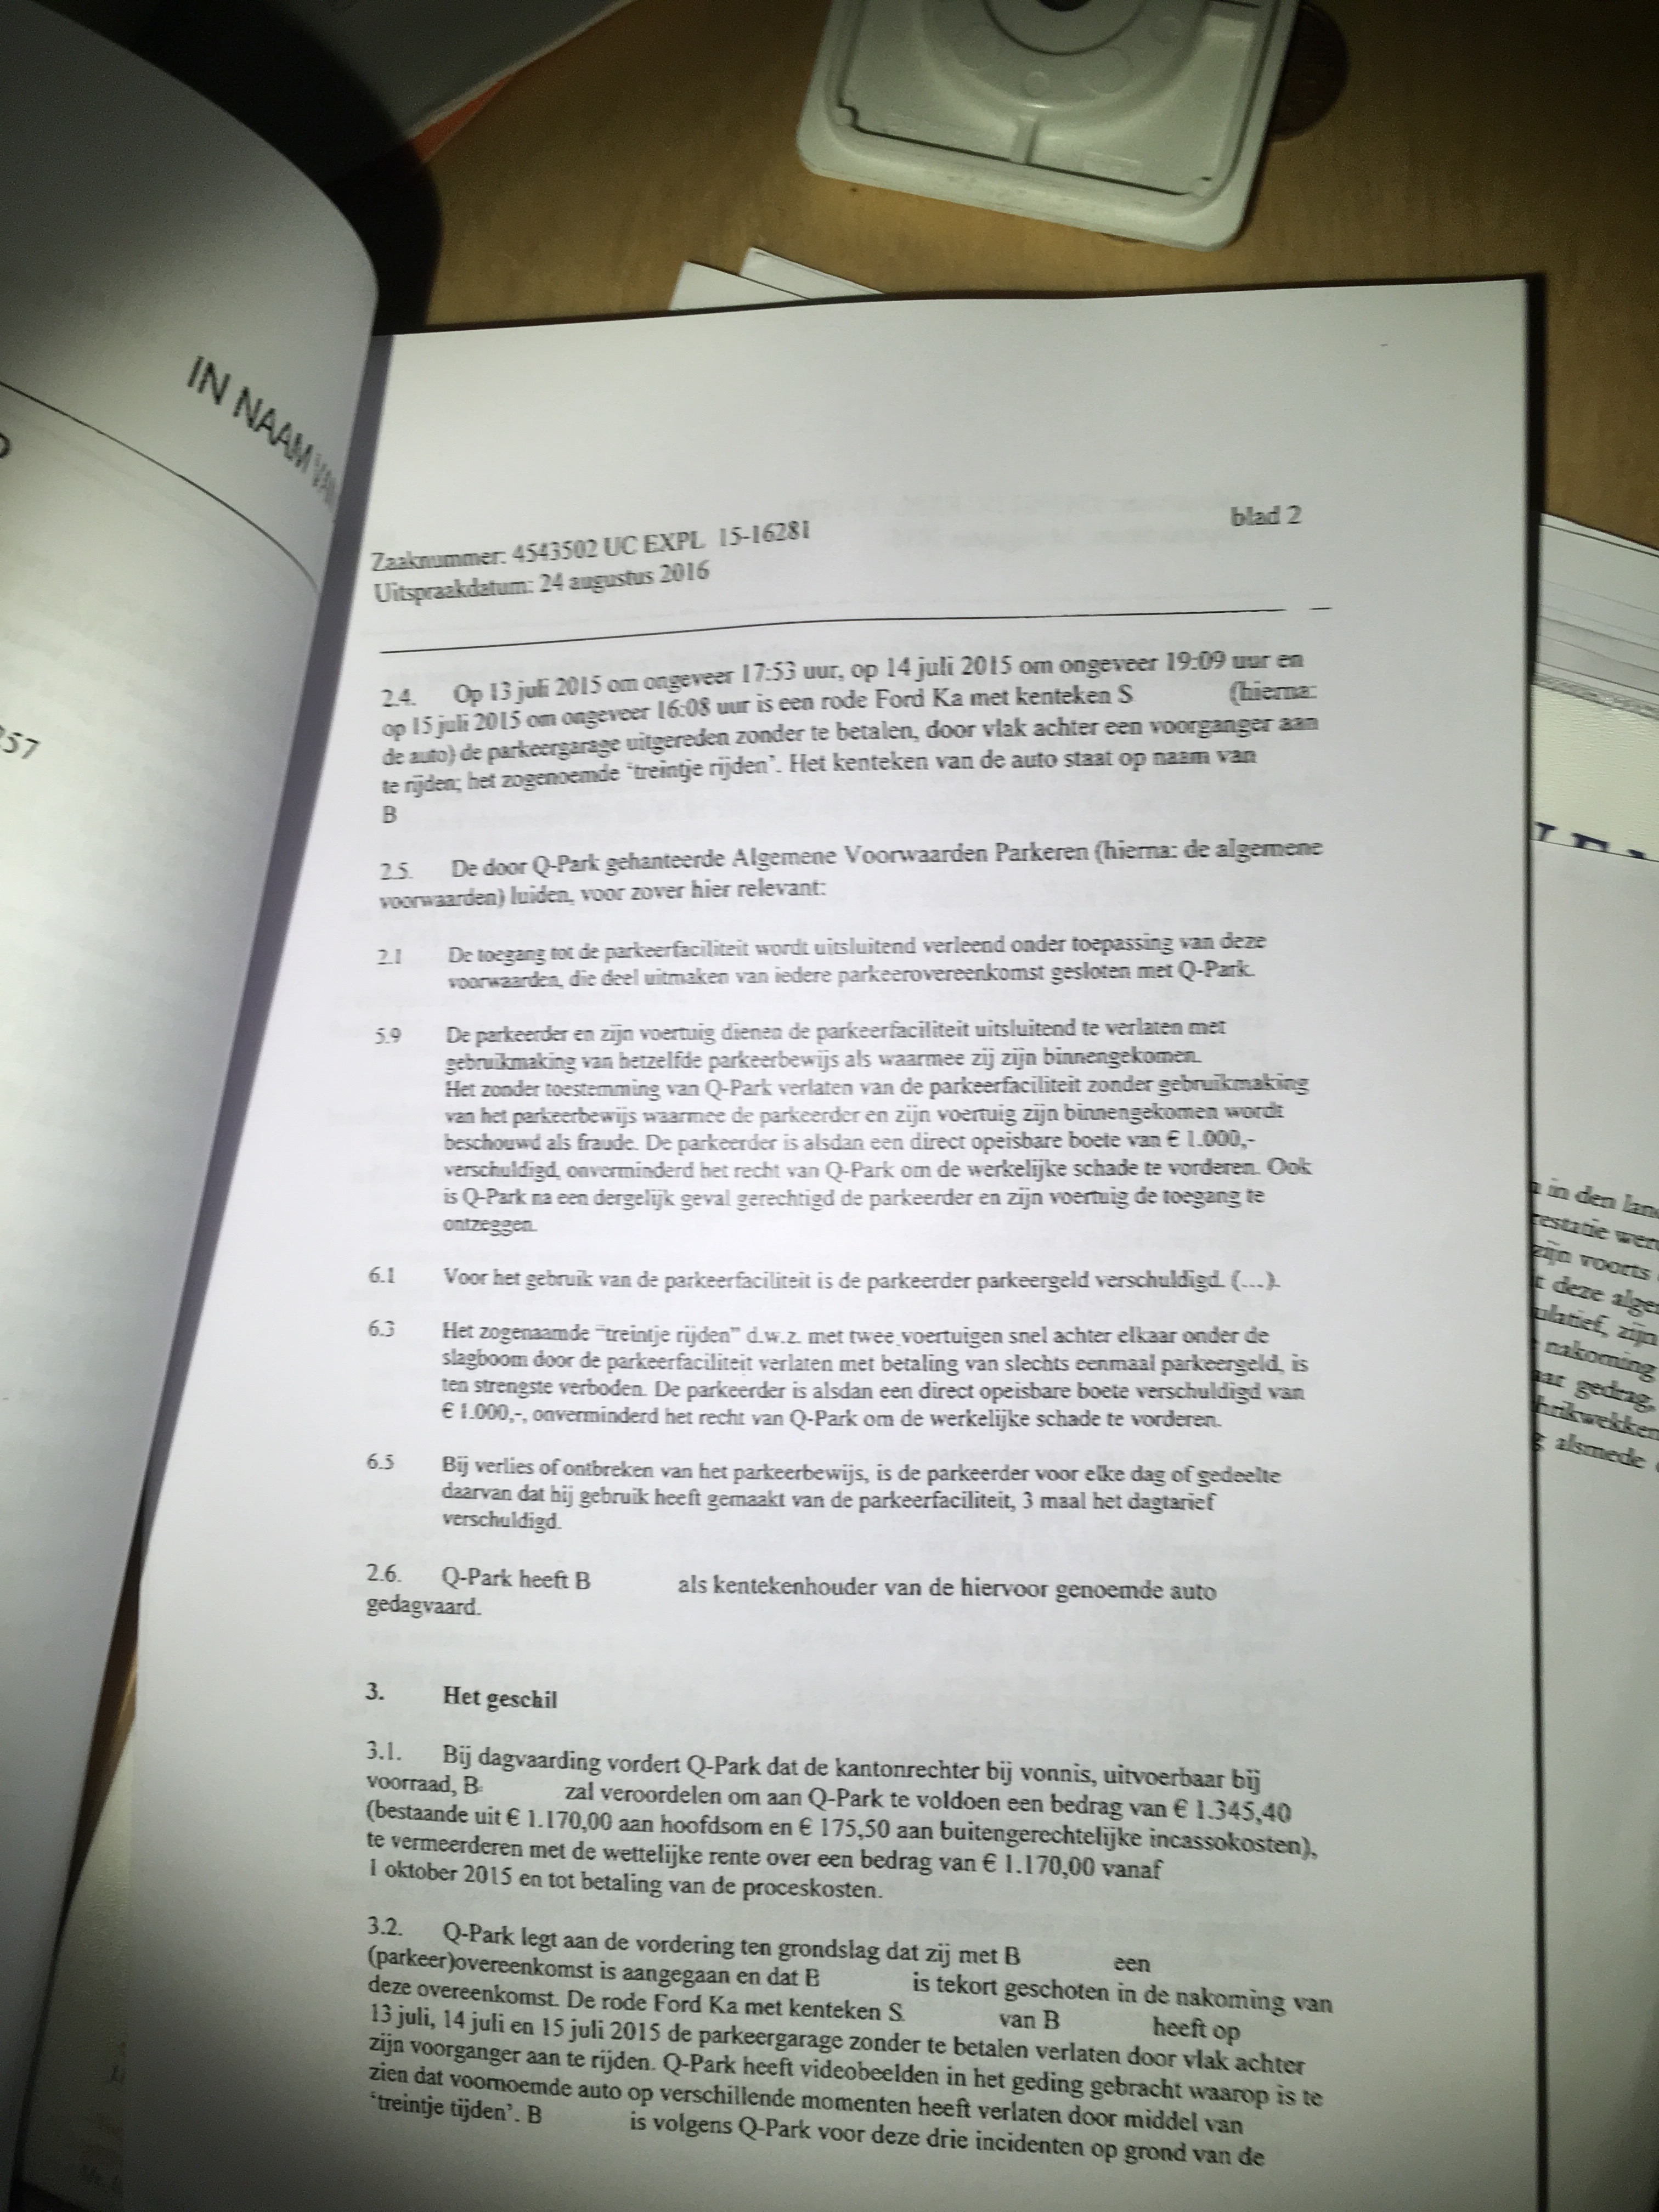 IN NAAM VAN
257
Zaaknummer: 4543502 UC EXPL 15-16281
blad 2
Uitspraakdatum: 24 augustus 2016
2.4. Op 13 juli 2015 om ongeveer 17:53 uur, op 14 juli 2015 om ongeveer 19:09 uur en
op 15 juli 2015 om ongeveer 16:08 uur is een rode Ford Ka met kenteken S (hierna:
de auto) de parkeergarage uitgereden zonder te betalen, door vlak achter een voorganger aan
te rijden; het zogenoemde ‘treintje rijden’. Het kenteken van de auto staat op naam van
B
2.5. De door Q-Park gehanteerde Algemene Voorwaarden Parkeren (hierna: de algemene
voorwaarden) luiden, voor zover hier relevant:
2.1 De toegang tot de parkeerfaciliteit wordt uitsluitend verleend onder toepassing van deze
voorwaarden, die deel uitmaken van iedere parkeerovereenkomst gesloten met Q-Park.
5.9 De parkeerder en zijn voertuig dienen de parkeerfaciliteit uitsluitend te verlaten met
gebruikmaking van hetzelfde parkeerbewijs als waarmee zij zijn binnengekomen.
Het zonder toestemming van Q-Park verlaten van de parkeerfaciliteit zonder gebruikmaking
van het parkeerbewijs waarmee de parkeerder en zijn voertuig zijn binnengekomen wordt
beschouwd als fraude. De parkeerder is alsdan een direct opeisbare boete van € 1.000,-
verschuldigd, onverminderd het recht van Q-Park om de werkelijke schade te vorderen. Ook
is Q-Park na een dergelijk geval gerechtigd de parkeerder en zijn voertuig de toegang te
ontzeggen.
6.1 Voor het gebruik van de parkeerfaciliteit is de parkeerder parkeergeld verschuldigd. (…).
6.3 Het zogenaamde “treintje rijden” d.w.z. met twee voertuigen snel achter elkaar onder de
slagboom door de parkeerfaciliteit verlaten met betaling van slechts eenmaal parkeergeld, is
ten strengste verboden. De parkeerder is alsdan een direct opeisbare boete verschuldigd van
€ 1.000,-, onverminderd het recht van Q-Park om de werkelijke schade te vorderen.
6.5 Bij verlies of ontbreken van het parkeerbewijs, is de parkeerder voor elke dag of gedeelte
daarvan dat hij gebruik heeft gemaakt van de parkeerfaciliteit, 3 maal het dagtarief
verschuldigd.
2.6. Q-Park heeft B als kentekenhouder van de hiervoor genoemde auto
gedagvaard.
3. Het geschil
3.1. Bij dagvaarding vordert Q-Park dat de kantonrechter bij vonnis, uitvoerbaar bij
voorraad, B zal veroordelen om aan Q-Park te voldoen een bedrag van € 1.345,40
(bestaande uit € 1.170,00 aan hoofdsom en € 175,50 aan buitengerechtelijke incassokosten),
te vermeerderen met de wettelijke rente over een bedrag van € 1.170,00 vanaf
1 oktober 2015 en tot betaling van de proceskosten.
3.2. Q-Park legt aan de vordering ten grondslag dat zij met B een
(parkeer)overeenkomst is aangegaan en dat B is tekort geschoten in de nakoming van
deze overeenkomst. De rode Ford Ka met kenteken S van B heeft op
13 juli, 14 juli en 15 juli 2015 de parkeergarage zonder te betalen verlaten door vlak achter
zijn voorganger aan te rijden. Q-Park heeft videobeelden in het geding gebracht waarop is te
zien dat voornoemde auto op verschillende momenten heeft verlaten door middel van
‘treintje tijden’. B is volgens Q-Park voor deze drie incidenten op grond van de
in den
restatie
zijn voorts
deze
ulatief, zijn
nakoming
gedrag,
alsmede